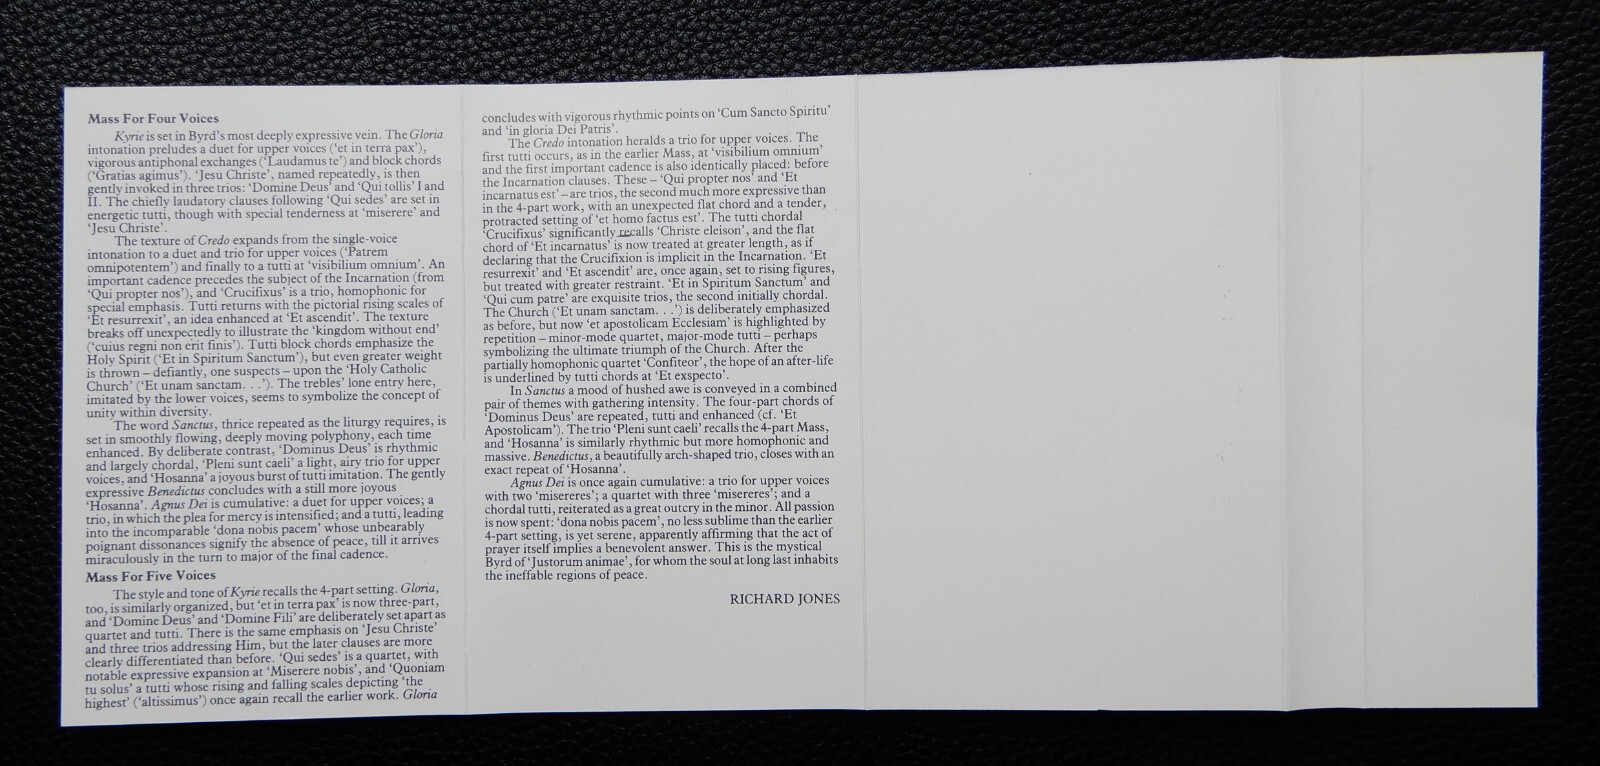 Mass For Four Voices
Kyrie is set in Byrd's most deeply expressive vein. The Gloria
intonation preludes a duet for upper voices ('et in terra pax'),
vigorous antiphonal exchanges ('Laudamus te') and block chords
('Gratias agimus'). 'Jesu Christe', named repeatedly, is then
gently invoked in three trios: 'Domine Deus' and 'Qui tollis' I and
II. The chiefly laudatory clauses following 'Qui sedes' are set in
energetic tutti, though with special tenderness at 'miserere' and
'Jesu Christe'.
The texture of Credo expands from the single-voice
intonation to a duet and trio for upper voices ('Patrem
omnipotentem') and finally to a tutti at 'visibilium omnium'. An
important cadence precedes the subject of the Incarnation (from
'Qui propter nos'), and 'Crucifixus' is a trio, homophonic for
special emphasis. Tutti returns with the pictorial rising scales of
'Et resurrexit', an idea enhanced at 'Et ascendit'. The texture
breaks off unexpectedly to illustrate the 'kingdom without end'
('cuius regni non erit finis'). Tutti block chords emphasize the
Holy Spirit ('Et in Spiritum Sanctum'), but even greater weight
is thrown – defiantly, one suspects – upon the 'Holy Catholic
Church' ('Et unam sanctam. . .'). The trebles' lone entry here,
imitated by the lower voices, seems to symbolize the concept of
unity within diversity.
The word Sanctus, thrice repeated as the liturgy requires, is
set in smoothly flowing, deeply moving polyphony, each time
enhanced. By deliberate contrast, 'Dominus Deus' is rhythmic
and largely chordal, 'Pleni sunt caeli' a light, airy trio for upper
voices, and 'Hosanna' a joyous burst of tutti imitation. The gently
expressive Benedictus concludes with a still more joyous
'Hosanna'. Agnus Dei is cumulative: a duet for upper voices; a
trio, in which the plea for mercy is intensified; and a tutti, leading
into the incomparable 'dona nobis pacem' whose unbearably
poignant dissonances signify the absence of peace, till it arrives
miraculously in the turn to major of the final cadence.
Mass For Five Voices
The style and tone of Kyrie recalls the 4-part setting. Gloria,
too, is similarly organized, but 'et in terra pax' is now three-part,
and 'Domine Deus' and 'Domine Fili' are deliberately set apart as
quartet and tutti. There is the same emphasis on 'Jesu Christe'
and three trios addressing Him, but the later clauses are more
clearly differentiated than before. 'Qui sedes' is a quartet, with
notable expressive expansion at 'Miserere nobis', and 'Quoniam
tu solus' a tutti whose rising and falling scales depicting 'the
highest' ('altissimus') once again recall the earlier work. Gloria
concludes with vigorous rhythmic points on 'Cum Sancto Spiritu'
and 'in gloria Dei Patris'.
The Credo intonation heralds a trio for upper voices. The
first tutti occurs, as in the earlier Mass, at 'visibilium omnium'
and the first important cadence is also identically placed: before
the Incarnation clauses. These – 'Qui propter nos' and 'Et
incarnatus est' – are trios, the second much more expressive than
in the 4-part work, with an unexpected flat chord and a tender,
protracted setting of 'et homo factus est'. The tutti chordal
'Crucifixus' significantly recalls 'Christe eleison', and the flat
chord of 'Et incarnatus' is now treated at greater length, as if
declaring that the Crucifixion is implicit in the Incarnation. 'Et
resurrexit' and 'Et ascendit' are, once again, set to rising figures,
but treated with greater restraint. 'Et in Spiritum Sanctum' and
'Qui cum patre' are exquisite trios, the second initially chordal.
The Church ('Et unam sanctam. . .') is deliberately emphasized
as before, but now 'et apostolicam Ecclesiam' is highlighted by
repetition – minor-mode quartet, major-mode tutti – perhaps
symbolizing the ultimate triumph of the Church. After the
partially homophonic quartet 'Confiteor', the hope of an after-life
is underlined by tutti chords at 'Et exspecto'.
In Sanctus a mood of hushed awe is conveyed in a combined
pair of themes with gathering intensity. The four-part chords of
'Dominus Deus' are repeated, tutti and enhanced (cf. 'Et
Apostolicam'). The trio 'Pleni sunt caeli' recalls the 4-part Mass,
and 'Hosanna' is similarly rhythmic but more homophonic and
massive. Benedictus, a beautifully arch-shaped trio, closes with an
exact repeat of 'Hosanna'.
Agnus Dei is once again cumulative: a trio for upper voices
with two 'misereres'; a quartet with three 'misereres'; and a
chordal tutti, reiterated as a great outcry in the minor. All passion
is now spent: 'dona nobis pacem', no less sublime than the earlier
4-part setting, is yet serene, apparently affirming that the act of
prayer itself implies a benevolent answer. This is the mystical
Byrd of 'Justorum animae', for whom the soul at long last inhabits
the ineffable regions of peace.
RICHARD JONES